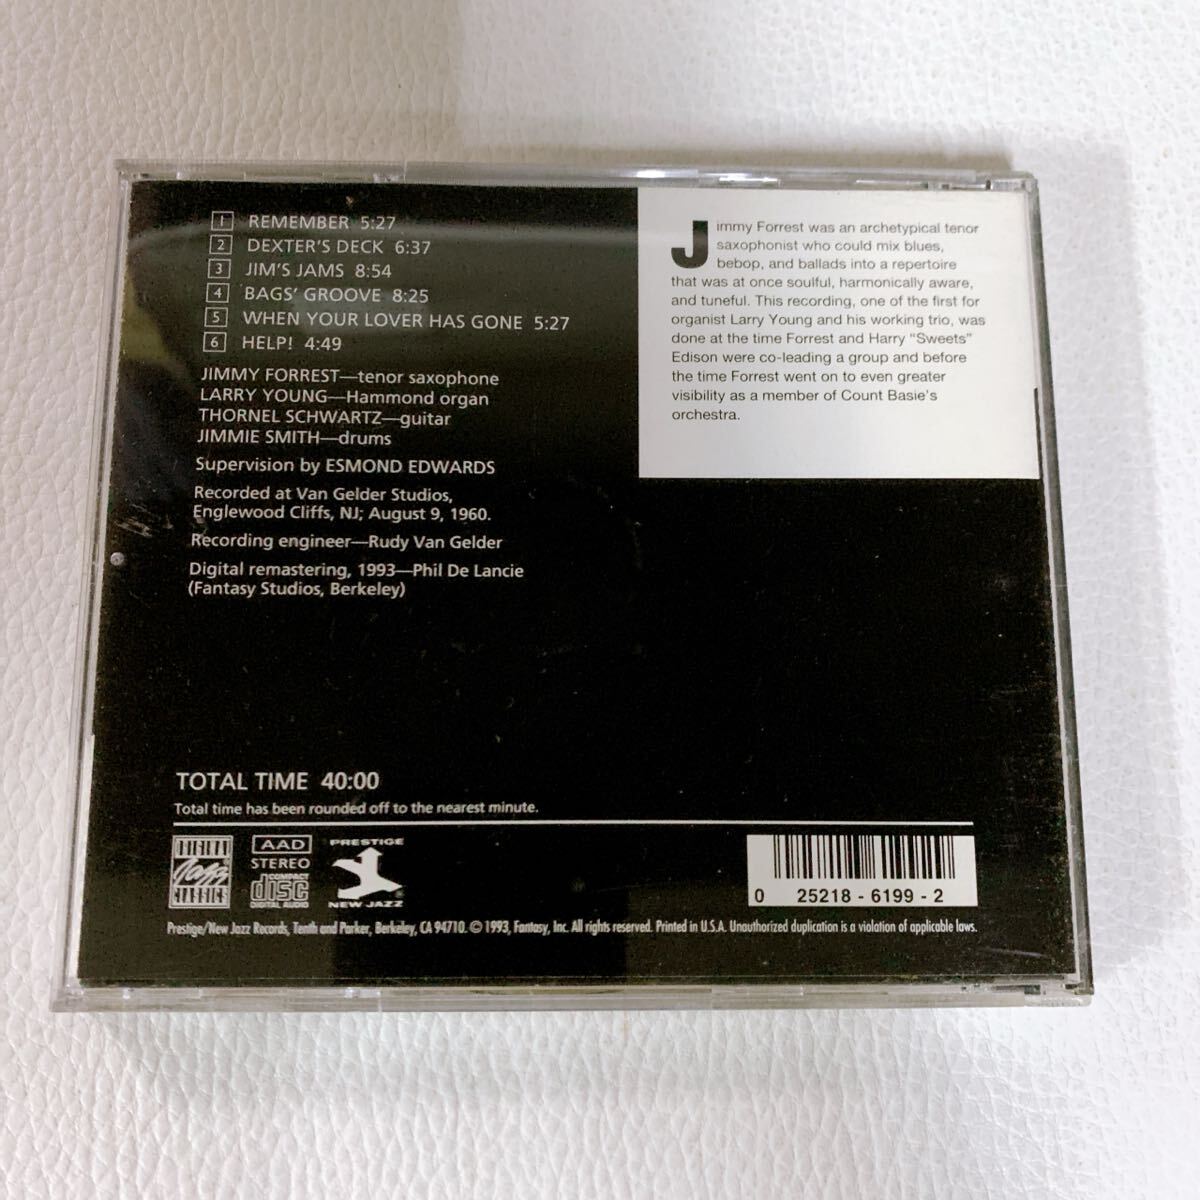 1 REMEMBER 5:27
2 DEXTER'S DECK 6:37
3 JIM'S JAMS 8:54
4 BAGS' GROOVE 8:25
5 WHEN YOUR LOVER HAS GONE 5:27
6 HELP! 4:49
JIMMY FORREST—tenor saxophone
LARRY YOUNG—Hammond organ
THORNEL SCHWARTZ—guitar
JIMMIE SMITH—drums
Supervision by ESMOND EDWARDS
Recorded at Van Gelder Studios,
Englewood Cliffs, NJ; August 9, 1960.
Recording engineer—Rudy Van Gelder
Digital remastering, 1993—Phil De Lancie
(Fantasy Studios, Berkeley)
Jimmy Forrest was an archetypical tenor
saxophonist who could mix blues,
bebop, and ballads into a repertoire
that was at once soulful, harmonically aware,
and tuneful. This recording, one of the first for
organist Larry Young and his working trio, was
done at the time Forrest and Harry “Sweets”
Edison were co-leading a group and before
the time Forrest went on to even greater
visibility as a member of Count Basie's
orchestra.
TOTAL TIME 40:00
Total time has been rounded off to the nearest minute.
ORIGINAL
Jazz
CLASSICS
AAD
STEREO
COMPACT
disc
DIGITAL AUDIO
PRESTIGE
NEW JAZZ
0 25218 - 6199 - 2
Prestige/New Jazz Records, Tenth and Parker, Berkeley, CA 94710. © 1993, Fantasy, Inc. All rights reserved. Printed in U.S.A. Unauthorized duplication is a violation of applicable laws.